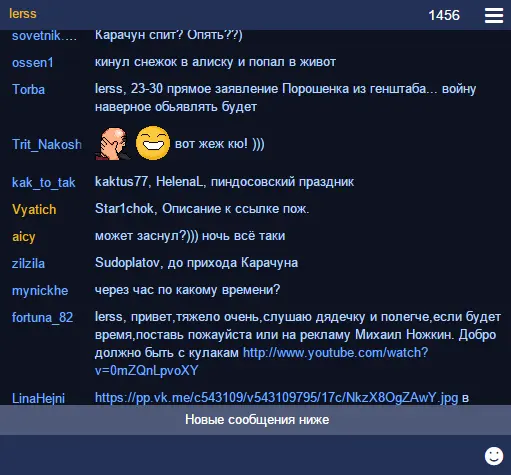 lerss
1456
sovetnik.... Карачун спит? Опять??)
ossen1 кинул снежок в алиску и попал в живот
Torba lerss, 23-30 прямое заявление Порошенка из генштаба... войну
наверное обьявлять будет
Trit_Nakosh вот жеж кю! )))
kak_to_tak kaktus77, HelenaL, пиндосовский праздник
Vyatich Star1chok, Описание к ссылке пож.
aicy может заснул?))) ночь всё таки
zilzila Sudoplatov, до прихода Карачуна
mynickhe через час по какому времени?
fortuna_82 lerss, привет,тяжело очень,слушаю дядечку и полегче,если будет
время,поставь пожауйста или на рекламу Михаил Ножкин. Добро
должно быть с кулакам http://www.youtube.com/watch?
v=0mZQnLpvoXY
LinaHejni https://pp.vk.me/c543109/v543109795/17c/NkzX8OgZAwY.jpg в
Новые сообщения ниже